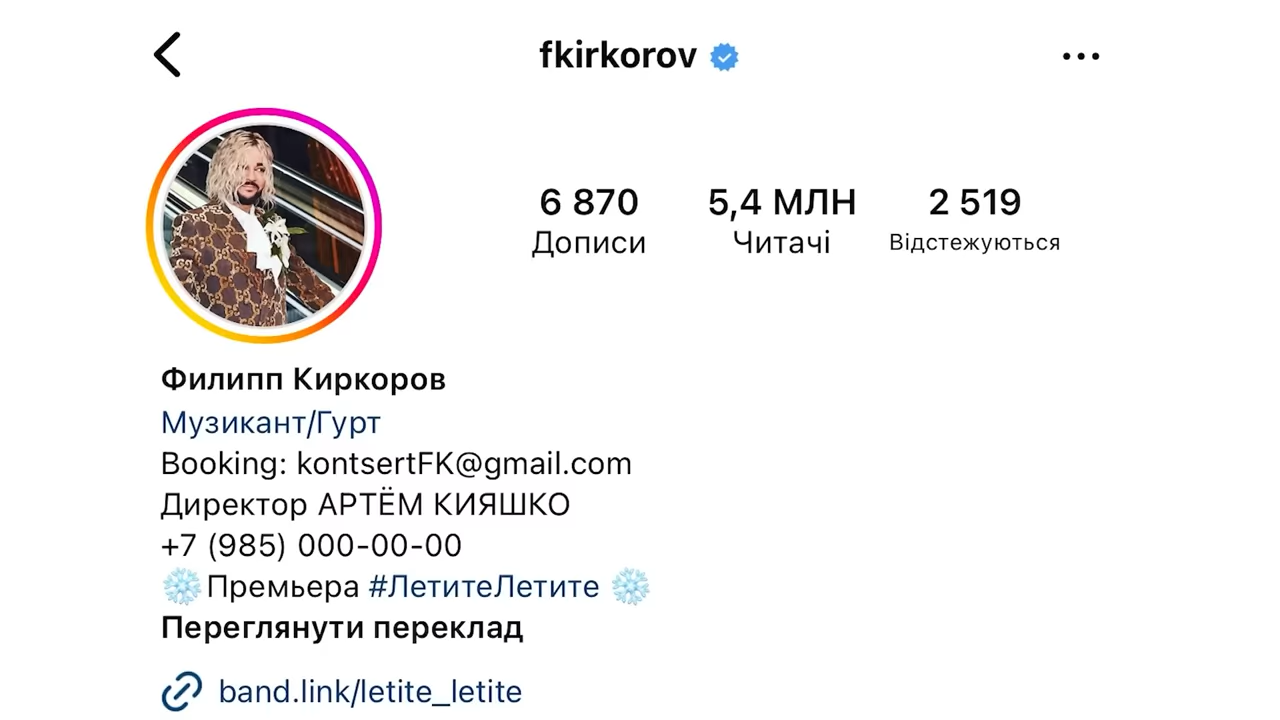 fkirkorov
6 870 5,4 МЛН 2 519
Дописи Читачі Відстежуються
Филипп Киркоров
Музикант/Гурт
Booking: kontsertFK@gmail.com
Директор АРТЁМ КИЯШКО
+7 (985) 000-00-00
❄️Премьера #ЛетитеЛетите ❄️
Переглянути переклад
band.link/letite_letite